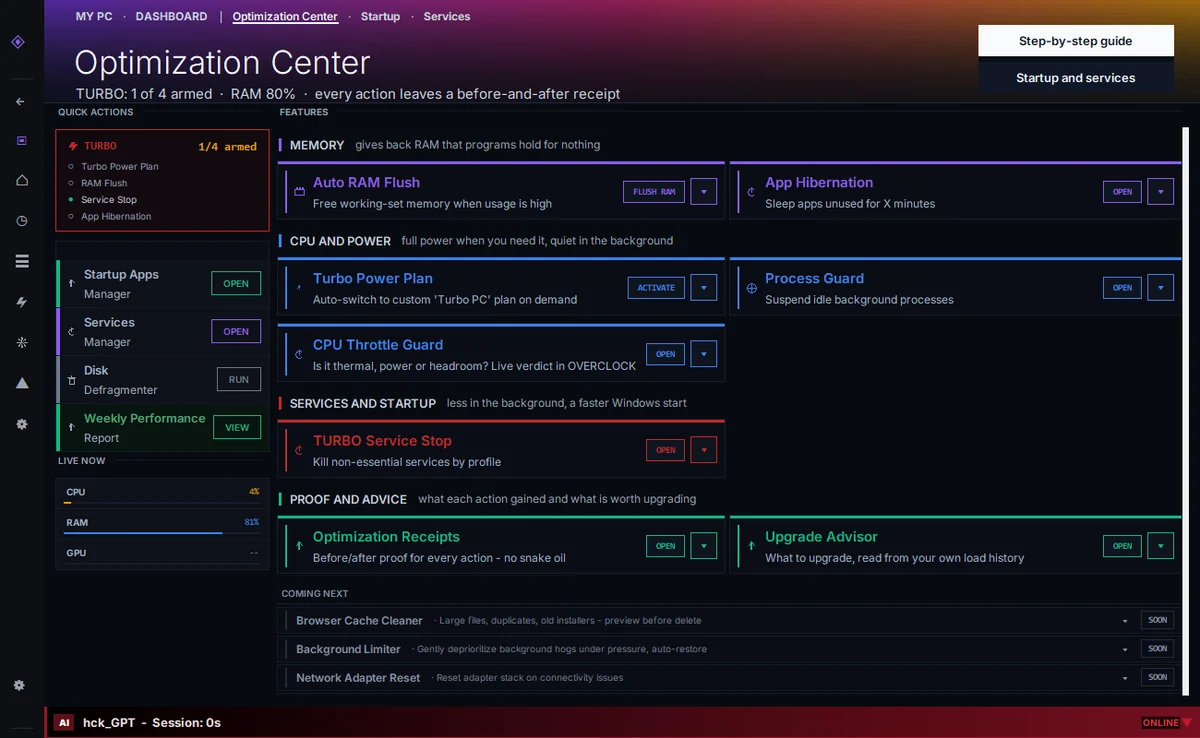 MY PC · DASHBOARD | Optimization Center · Startup · Services
Optimization Center
TURBO: 1 of 4 armed · RAM 80% · every action leaves a before-and-after receipt
Step-by-step guide
Startup and services
QUICK ACTIONS
TURBO 1/4 armed
Turbo Power Plan
RAM Flush
Service Stop
App Hibernation
Startup Apps
Manager
OPEN
Services
Manager
OPEN
Disk
Defragmenter
RUN
Weekly Performance
Report
VIEW
LIVE NOW
CPU 4%
RAM 81%
GPU --
FEATURES
MEMORY gives back RAM that programs hold for nothing
Auto RAM Flush
Free working-set memory when usage is high
FLUSH RAM
App Hibernation
Sleep apps unused for X minutes
OPEN
CPU AND POWER full power when you need it, quiet in the background
Turbo Power Plan
Auto-switch to custom 'Turbo PC' plan on demand
ACTIVATE
Process Guard
Suspend idle background processes
OPEN
CPU Throttle Guard
Is it thermal, power or headroom? Live verdict in OVERCLOCK
OPEN
SERVICES AND STARTUP less in the background, a faster Windows start
TURBO Service Stop
Kill non-essential services by profile
OPEN
PROOF AND ADVICE what each action gained and what is worth upgrading
Optimization Receipts
Before/after proof for every action - no snake oil
OPEN
Upgrade Advisor
What to upgrade, read from your own load history
OPEN
COMING NEXT
Browser Cache Cleaner · Large files, duplicates, old installers - preview before delete SOON
Background Limiter · Gently deprioritize background hogs under pressure, auto-restore SOON
Network Adapter Reset · Reset adapter stack on connectivity issues SOON
AI hck_GPT - Session: 0s ONLINE